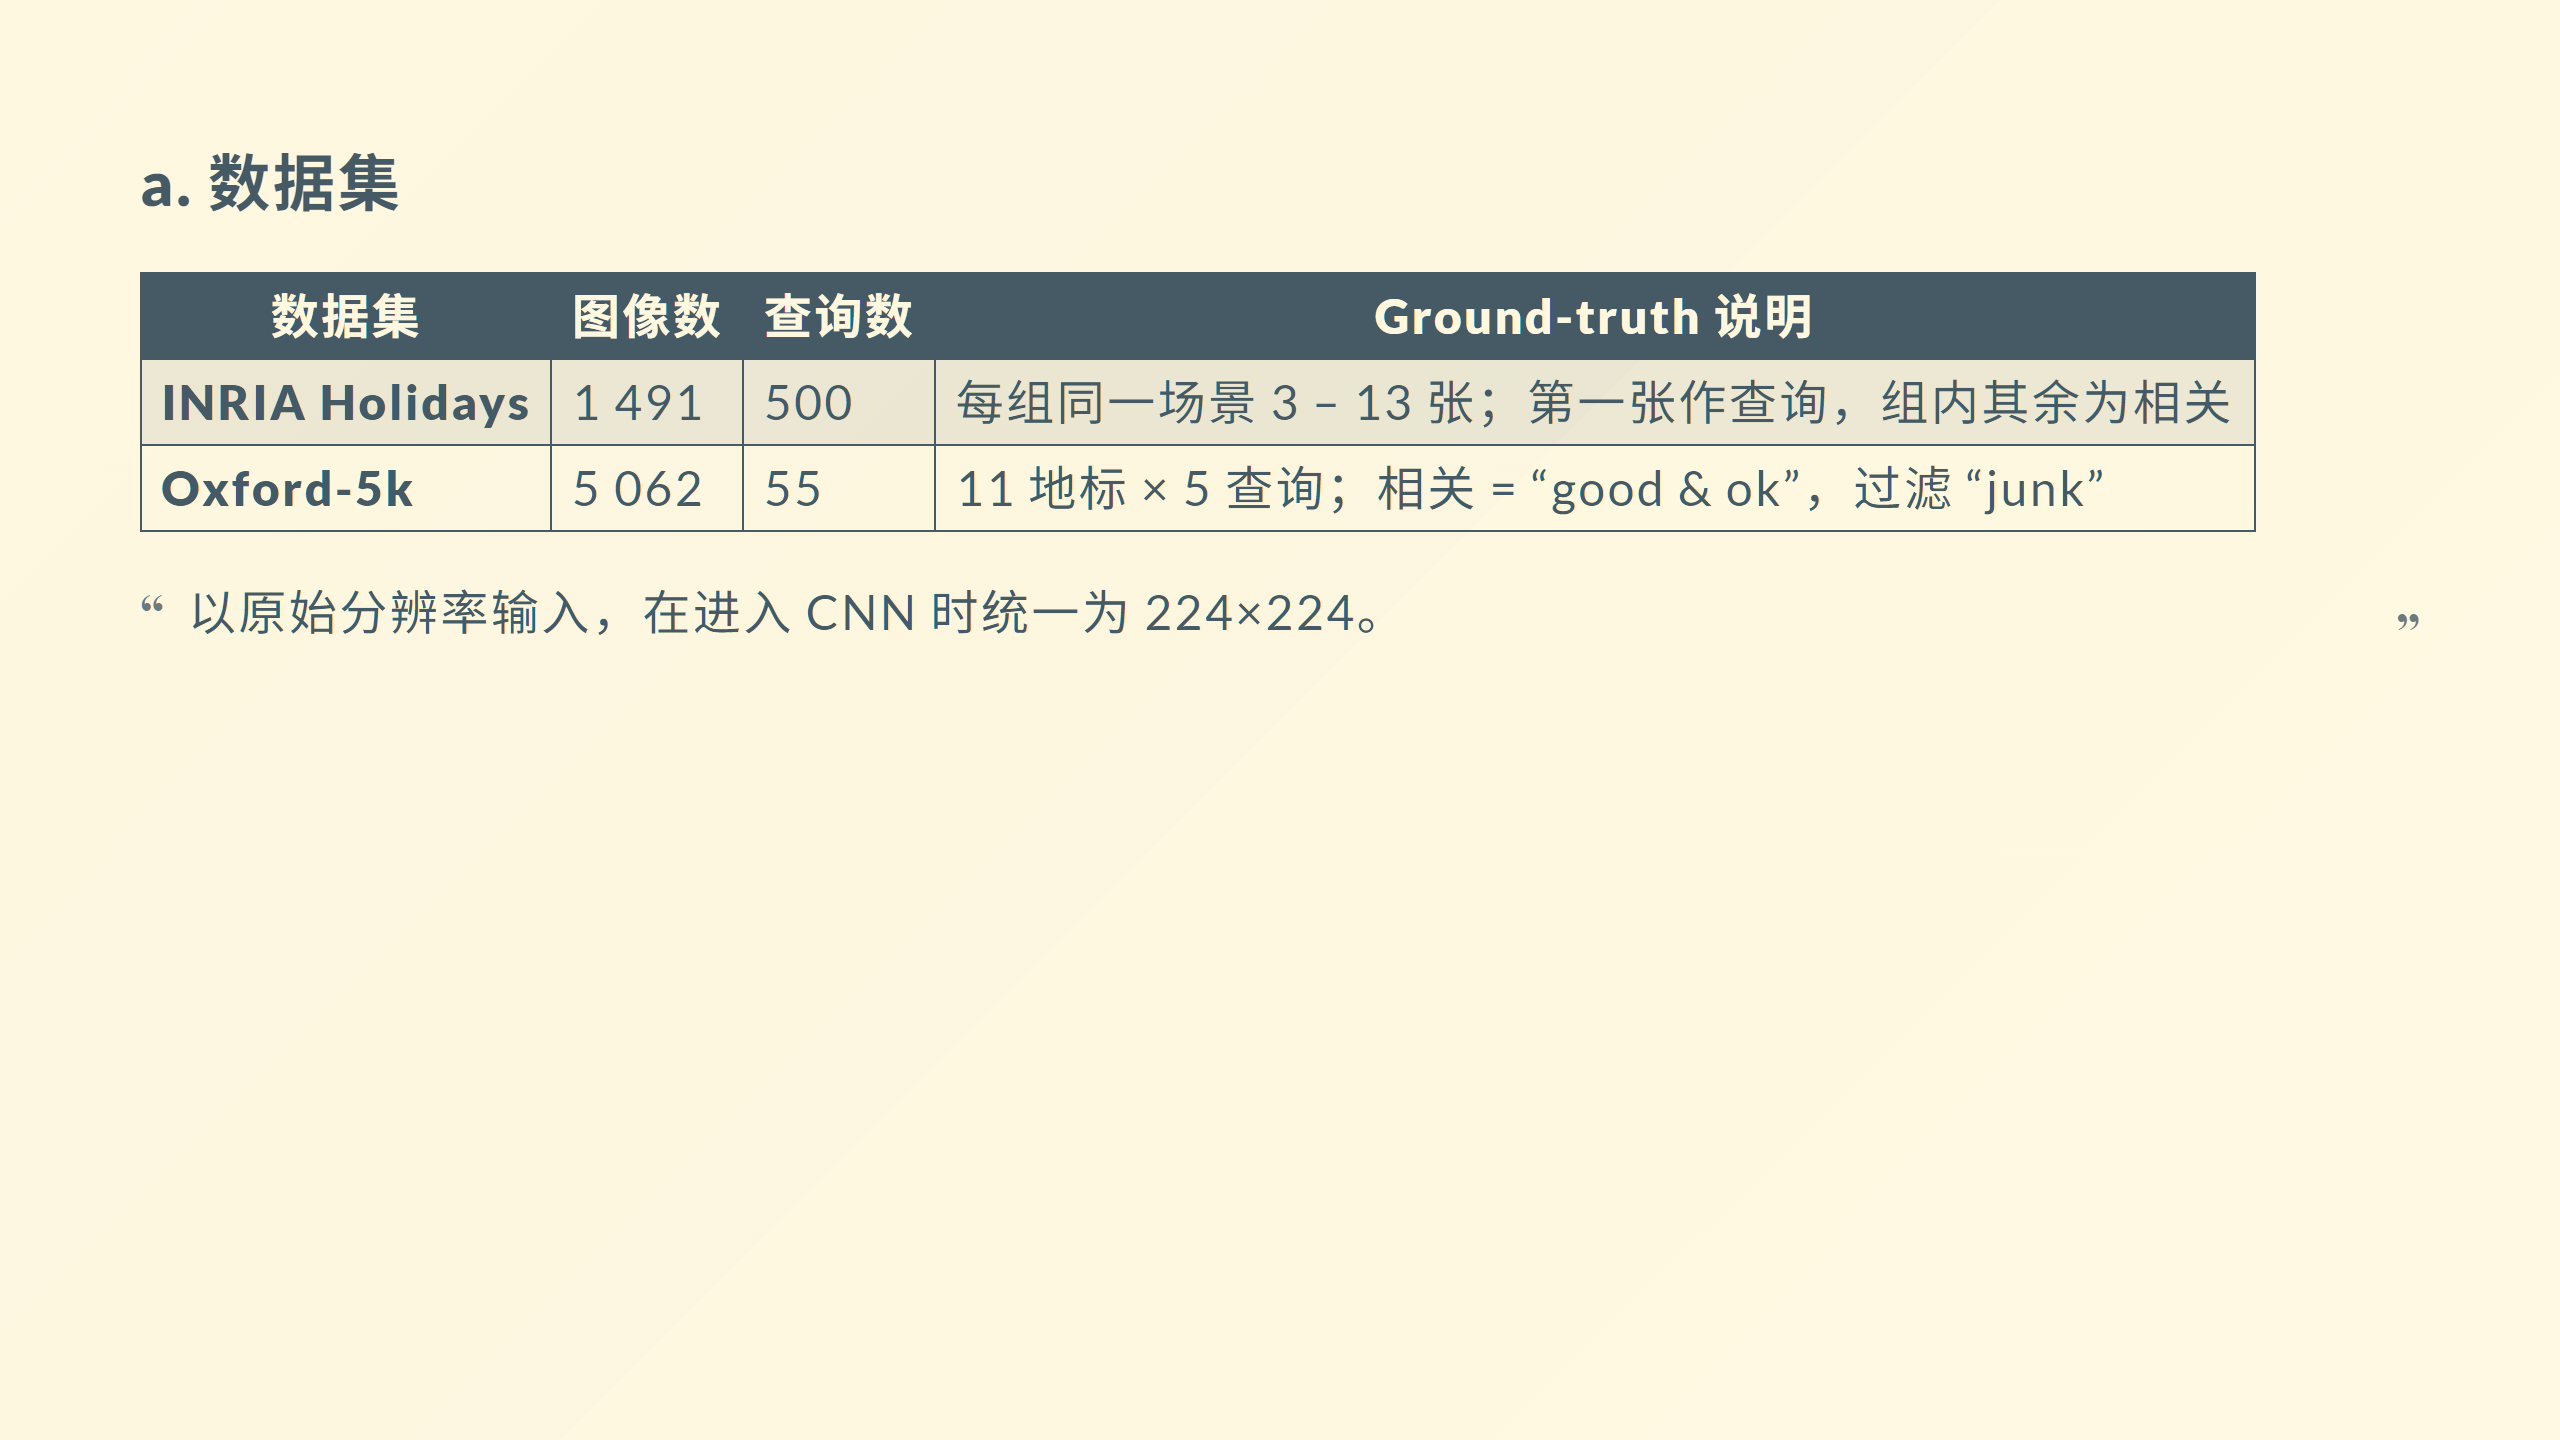 a. 数据集
数据集 图像数 查询数 Ground-truth 说明
INRIA Holidays 1 491 500 每组同一场景 3 – 13 张；第一张作查询，组内其余为相关
Oxford-5k 5 062 55 11 地标 × 5 查询；相关 = “good & ok”，过滤 “junk”
“ 以原始分辨率输入，在进入 CNN 时统一为 224×224。 ”